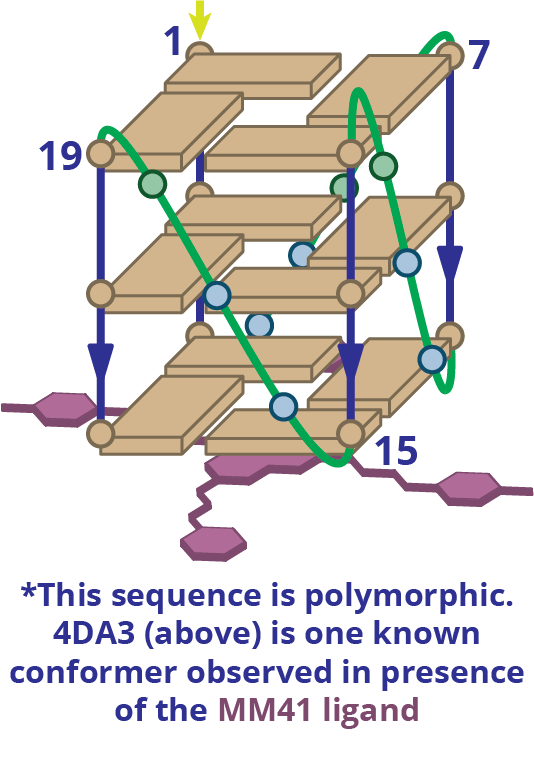 1
7
19
15
*This sequence is polymorphic.
4DA3 (above) is one known
conformer observed in presence
of the MM41 ligand